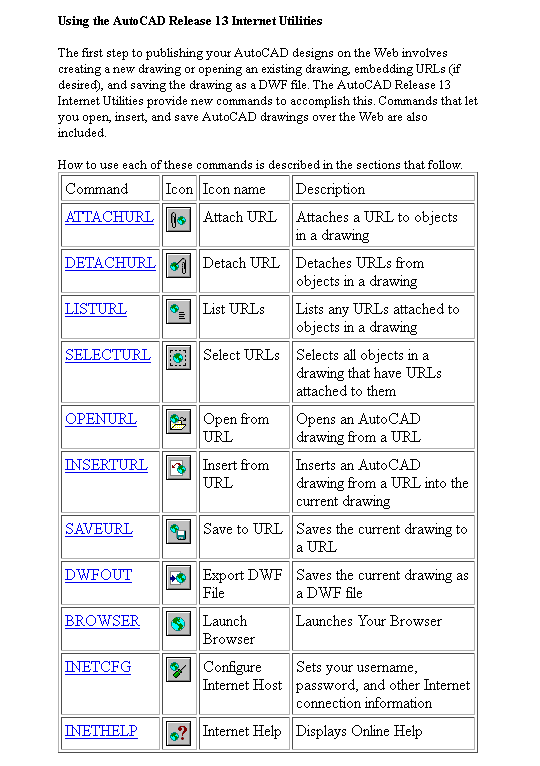 Using the AutoCAD Release 13 Internet Utilities
The first step to publishing your AutoCAD designs on the Web involves
creating a new drawing or opening an existing drawing, embedding URLs (if
desired), and saving the drawing as a DWF file. The AutoCAD Release 13
Internet Utilities provide new commands to accomplish this. Commands that let
you open, insert, and save AutoCAD drawings over the Web are also
included.
How to use each of these commands is described in the sections that follow.
Command Icon Icon name Description
ATTACHURL Attach URL Attaches a URL to objects
in a drawing
DETACHURL Detach URL Detaches URLs from
objects in a drawing
LISTURL List URLs Lists any URLs attached to
objects in a drawing
SELECTURL Select URLs Selects all objects in a
drawing that have URLs
attached to them
OPENURL Open from Opens an AutoCAD
URL drawing from a URL
INSERTURL Insert from Inserts an AutoCAD
URL drawing from a URL into the
current drawing
SAVEURL Save to URL Saves the current drawing to
a URL
DWFOUT Export DWF Saves the current drawing as
File a DWF file
BROWSER Launch Launches Your Browser
Browser
INETCFG Configure Sets your username,
Internet Host password, and other Internet
connection information
INETHELP Internet Help Displays Online Help